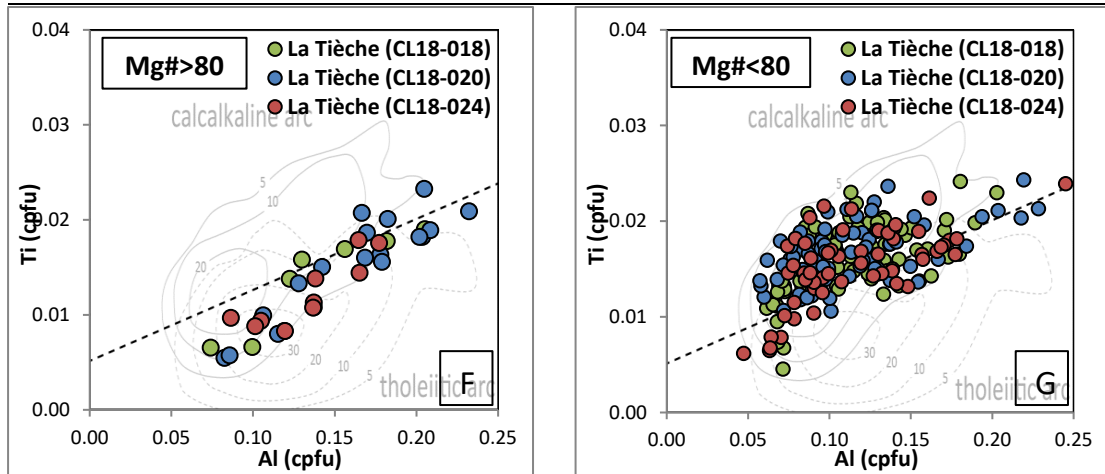 0.04
0.03
0.02
0.01
0.00
Ti (cpfu)
Mg#>80
La Tièche (CL18-018)
La Tièche (CL18-020)
La Tièche (CL18-024)
calcalkaline arc
5
10
20
30
20
10
5
tholeiitic arc
F
0.00
0.05
0.10
0.15
0.20
0.25
Al (cpfu)
0.04
0.03
0.02
0.01
0.00
Ti (cpfu)
Mg#<80
La Tièche (CL18-018)
La Tièche (CL18-020)
La Tièche (CL18-024)
calcalkaline arc
5
10
20
30
20
10
5
tholeiitic arc
G
0.00
0.05
0.10
0.15
0.20
0.25
Al (cpfu)